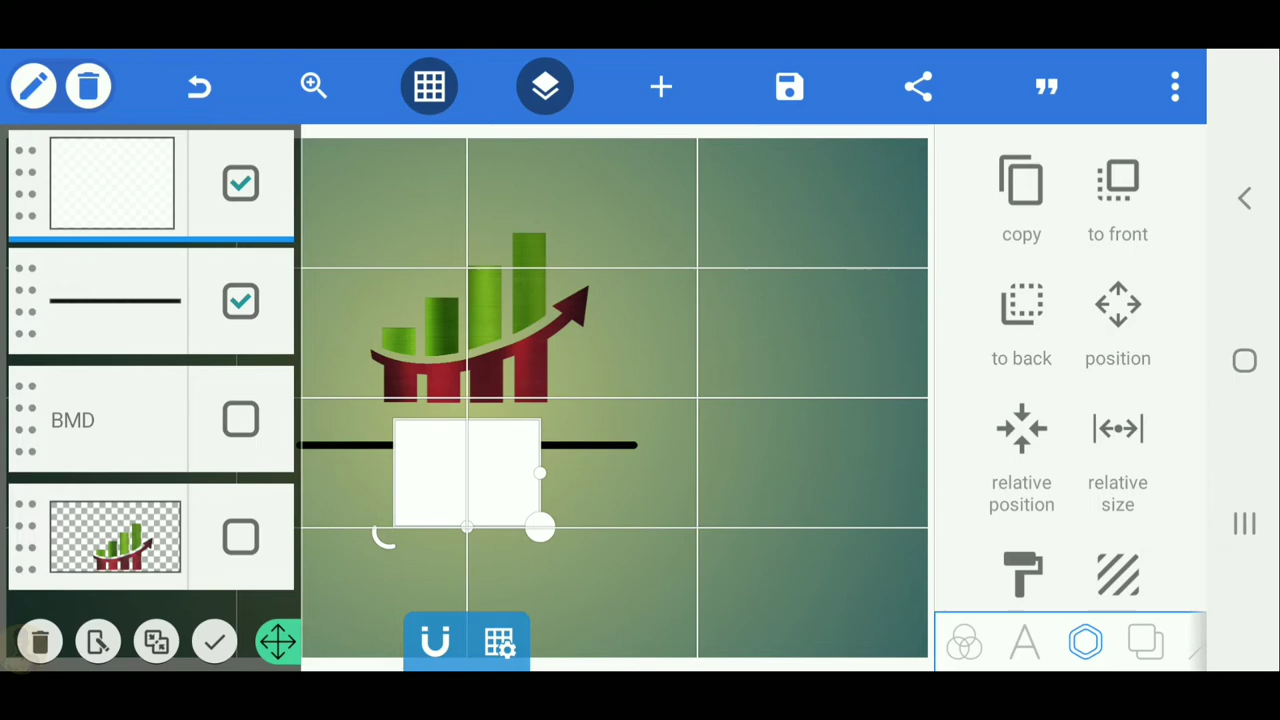 copy
to front
to back
position
BMD
relative position
relative size